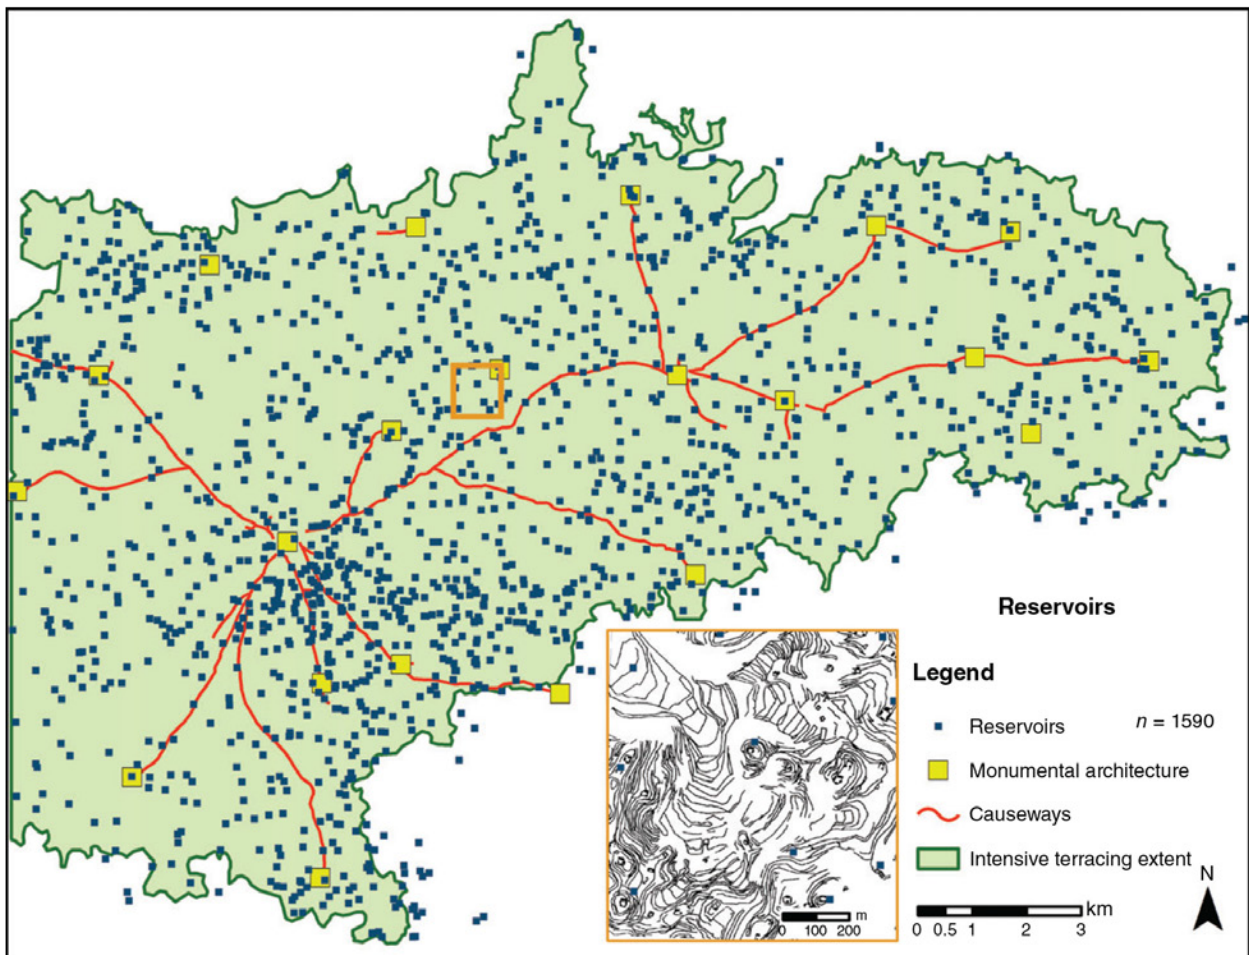 Reservoirs
Legend
Reservoirs n = 1590
Monumental architecture
Causeways
Intensive terracing extent
N
km
0 0.5 1 2 3
m
0 100 200